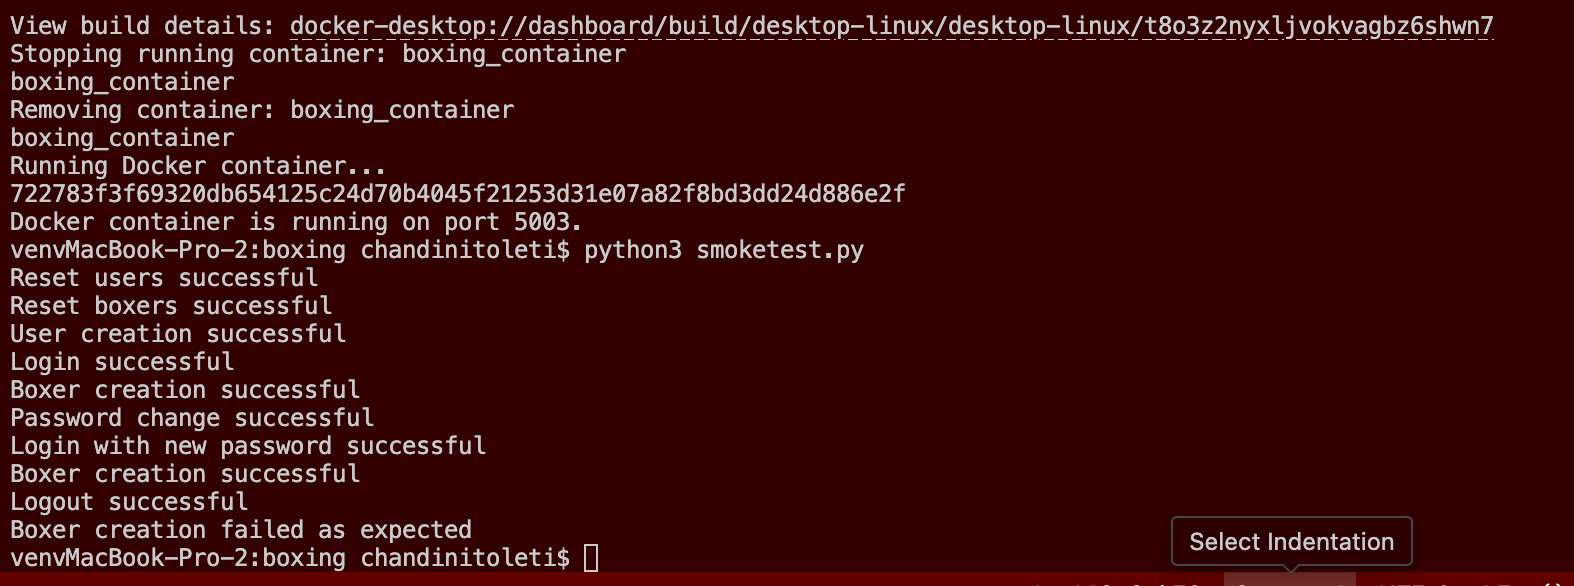 View build details: docker-desktop://dashboard/build/desktop-linux/desktop-linux/t8o3z2nyxljvokvagbz6shwn7
Stopping running container: boxing_container
boxing_container
Removing container: boxing_container
boxing_container
Running Docker container...
722783f3f69320db654125c24d70b4045f21253d31e07a82f8bd3dd24d886e2f
Docker container is running on port 5003.
venvMacBook-Pro-2:boxing chandinitoleti$ python3 smoketest.py
Reset users successful
Reset boxers successful
User creation successful
Login successful
Boxer creation successful
Password change successful
Login with new password successful
Boxer creation successful
Logout successful
Boxer creation failed as expected
venvMacBook-Pro-2:boxing chandinitoleti$
Select Indentation